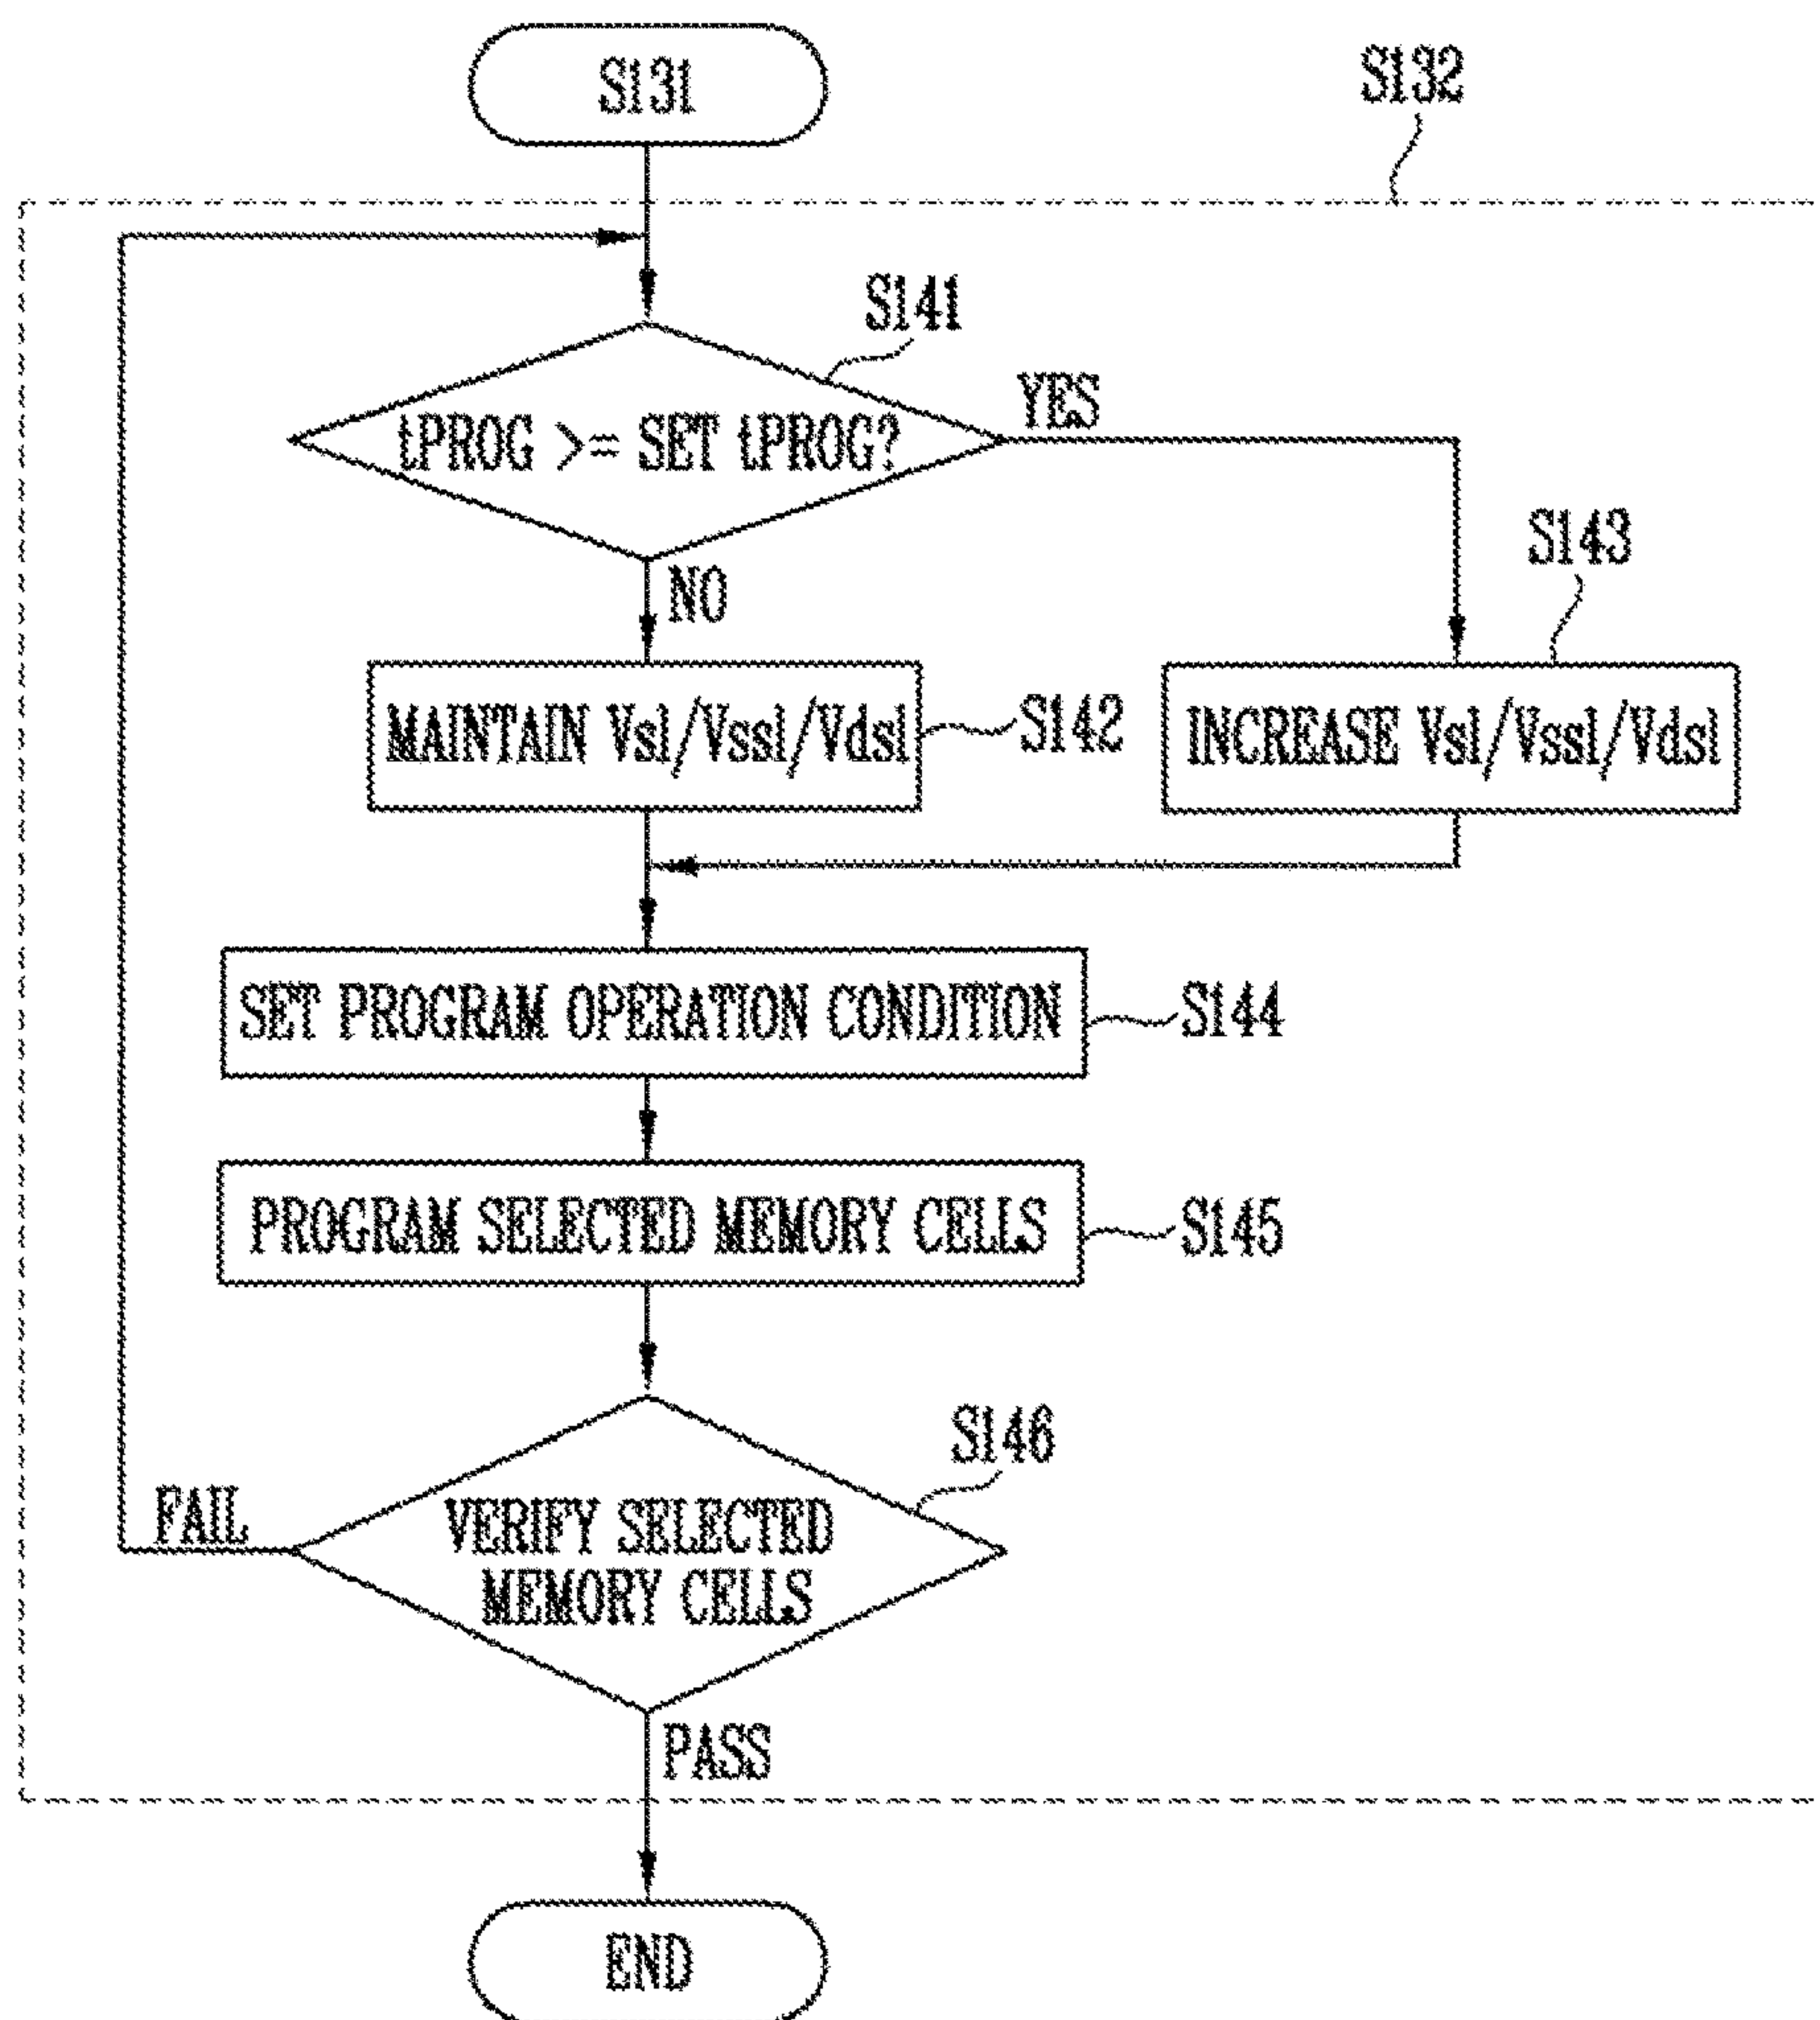 S131
S132
S141
tPROG >= SET tPROG?
YES
NO
S143
MAINTAIN Vsl/Vssl/Vdsl
S142
INCREASE Vsl/Vssl/Vdsl
SET PROGRAM OPERATION CONDITION
S144
PROGRAM SELECTED MEMORY CELLS
S145
S146
FAIL
VERIFY SELECTED
MEMORY CELLS
PASS
END